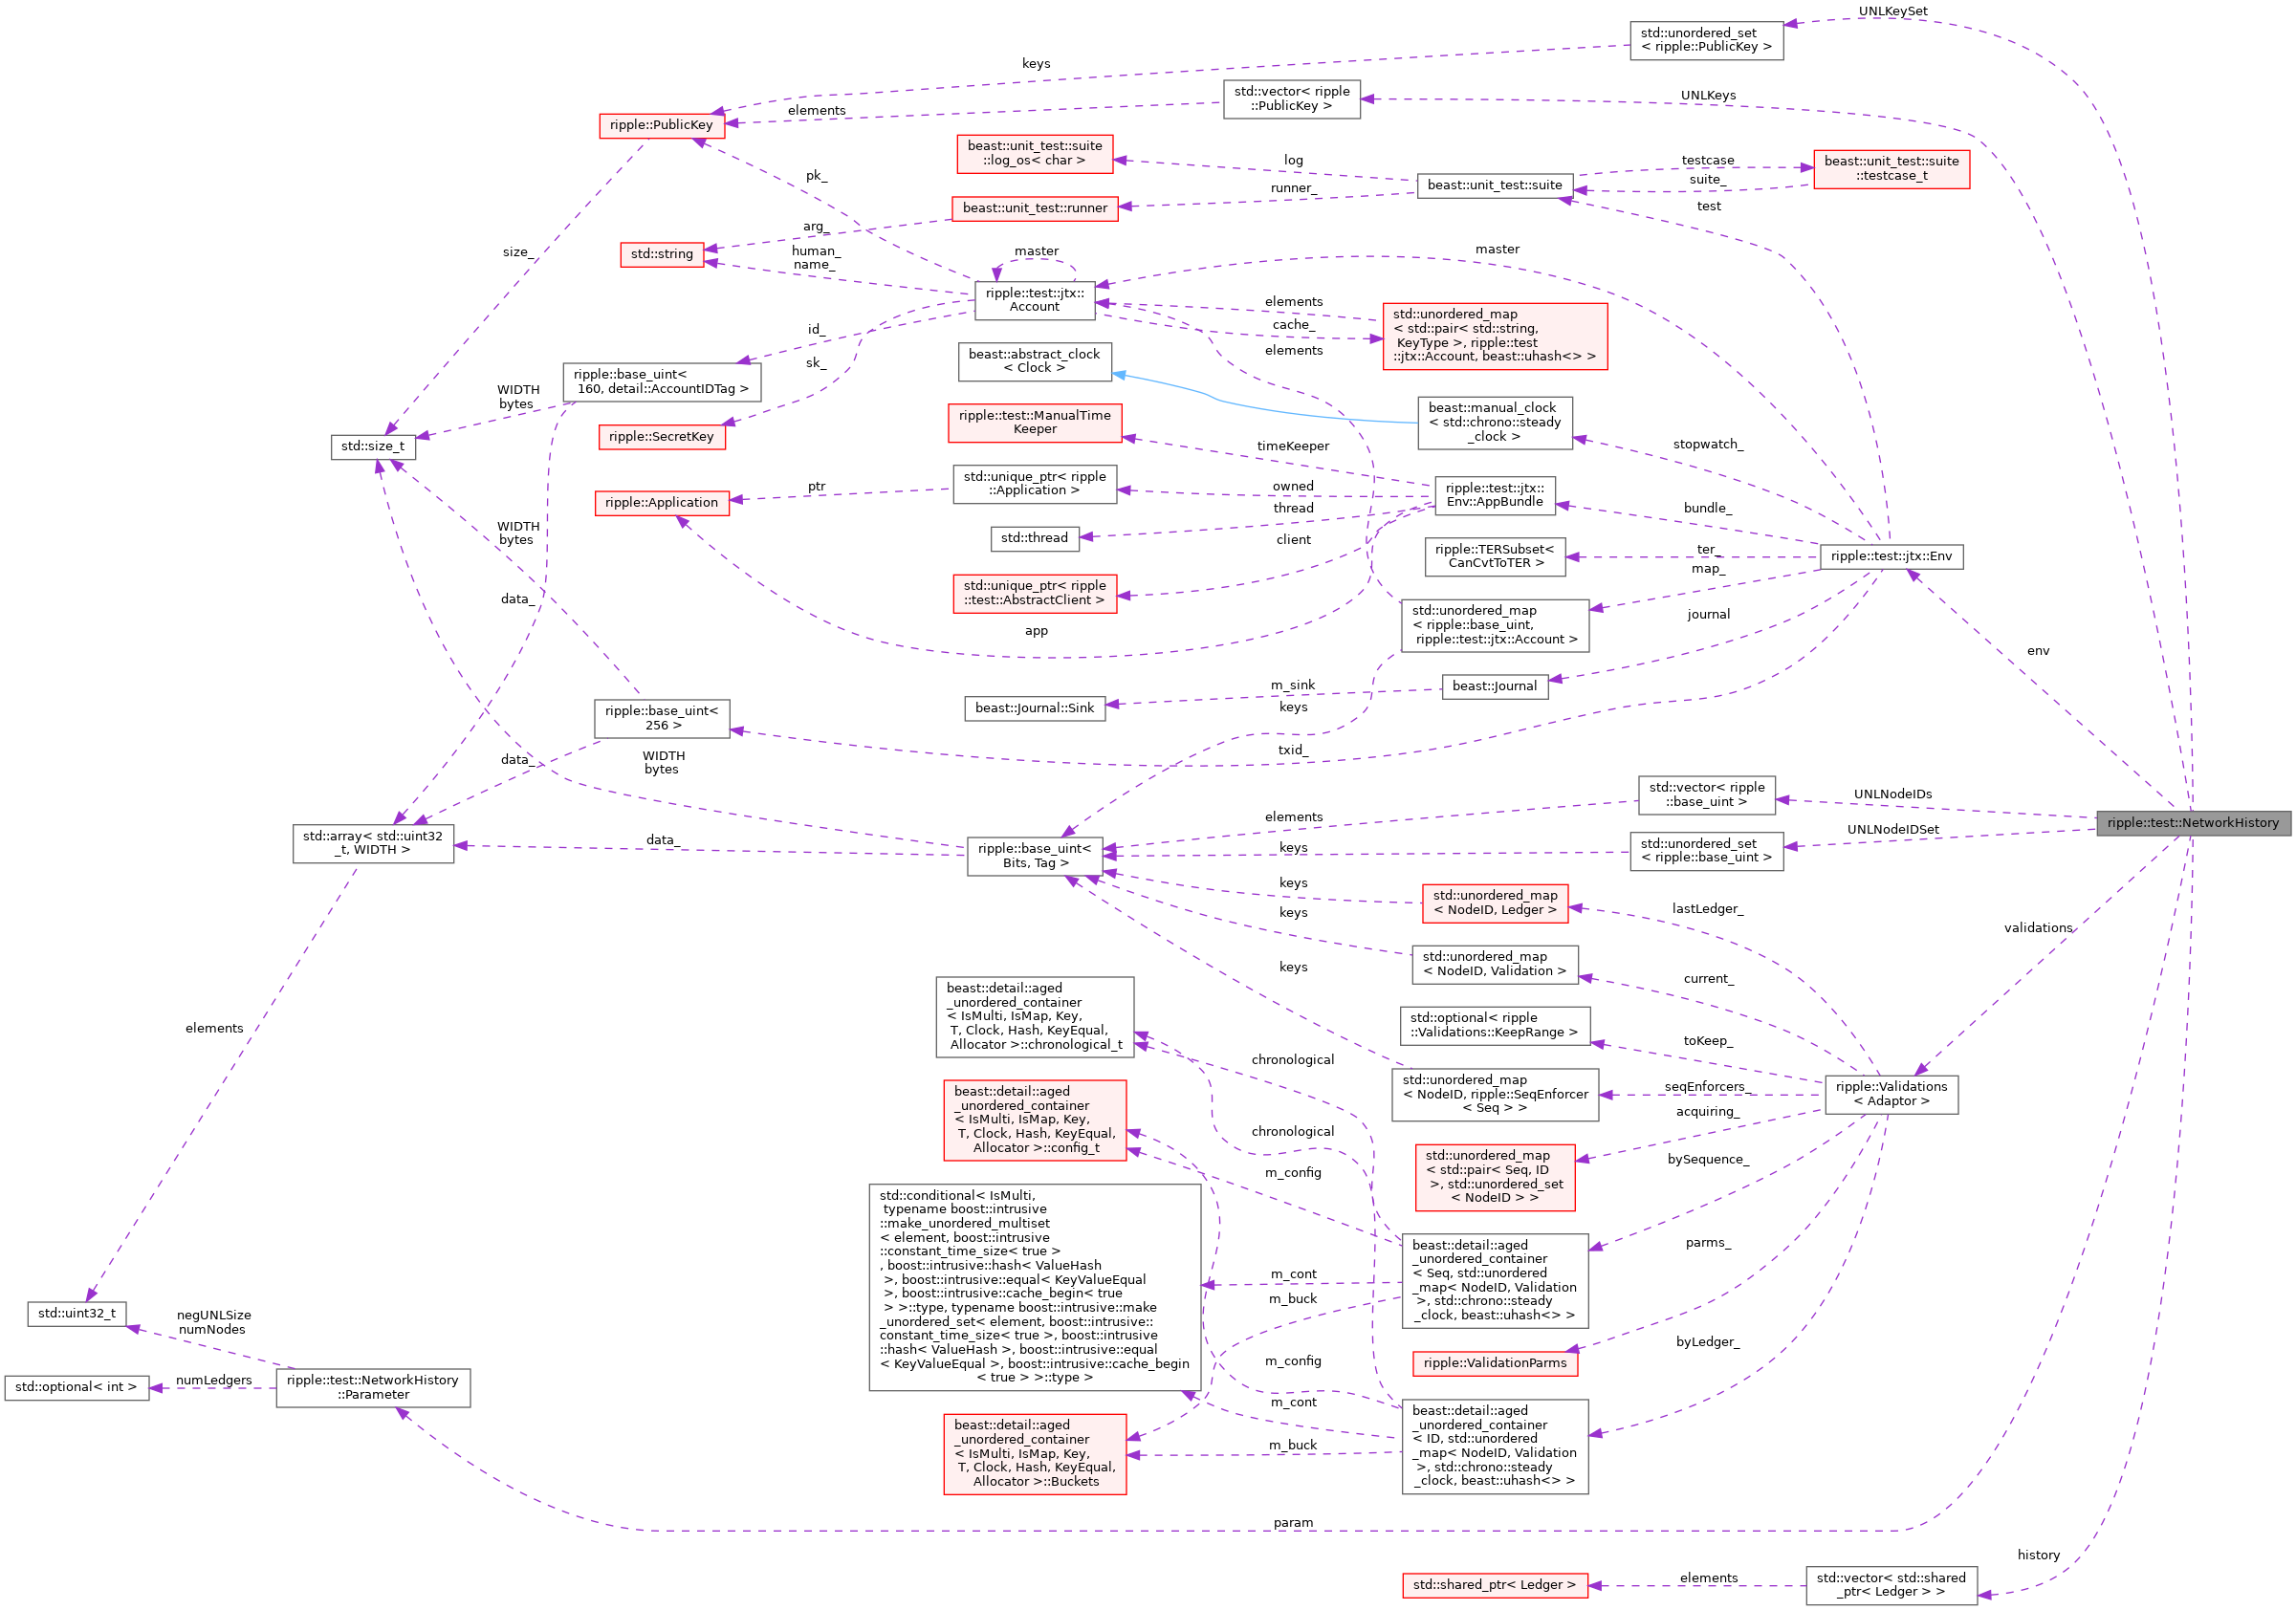 UNLKeySet
std::unordered_set
< ripple::PublicKey >
keys
std::vector< ripple
::PublicKey >
UNLKeys
elements
ripple::PublicKey
beast::unit_test::suite
::log_os< char >
log
testcase
beast::unit_test::suite
::testcase_t
pk_
beast::unit_test::suite
suite_
runner_
beast::unit_test::runner
test
arg_
size_
std::string
human_
name_
master
master
ripple::test::jtx::
Account
elements
cache_
elements
std::unordered_map
< std::pair< std::string,
KeyType >, ripple::test
::jtx::Account, beast::uhash<> >
id_
sk_
beast::abstract_clock
< Clock >
ripple::base_uint<
160, detail::AccountIDTag >
WIDTH
bytes
beast::manual_clock
< std::chrono::steady
_clock >
ripple::test::ManualTime
Keeper
ripple::SecretKey
std::size_t
timeKeeper
stopwatch_
ripple::Application
ptr
std::unique_ptr< ripple
::Application >
owned
ripple::test::jtx::
Env::AppBundle
thread
bundle_
WIDTH
bytes
std::thread
client
ripple::TERSubset<
CanCvtToTER >
ter_
ripple::test::jtx::Env
map_
std::unique_ptr< ripple
::test::AbstractClient >
data_
std::unordered_map
< ripple::base_uint,
ripple::test::jtx::Account >
journal
app
env
m_sink
beast::Journal
beast::Journal::Sink
keys
ripple::base_uint<
256 >
txid_
data_
WIDTH
bytes
std::vector< ripple
::base_uint >
UNLNodeIDs
elements
ripple::test::NetworkHistory
std::array< std::uint32
_t, WIDTH >
data_
ripple::base_uint<
Bits, Tag >
keys
std::unordered_set
< ripple::base_uint >
UNLNodeIDSet
keys
std::unordered_map
< NodeID, Ledger >
lastLedger_
keys
validations
std::unordered_map
< NodeID, Validation >
keys
current_
beast::detail::aged
_unordered_container
< IsMulti, IsMap, Key,
T, Clock, Hash, KeyEqual,
Allocator >::chronological_t
std::optional< ripple
::Validations::KeepRange >
elements
toKeep_
chronological
std::unordered_map
< NodeID, ripple::SeqEnforcer
< Seq > >
seqEnforcers_
ripple::Validations
< Adaptor >
beast::detail::aged
_unordered_container
< IsMulti, IsMap, Key,
T, Clock, Hash, KeyEqual,
Allocator >::config_t
acquiring_
chronological
std::unordered_map
< std::pair< Seq, ID
>, std::unordered_set
< NodeID > >
bySequence_
m_config
std::conditional< IsMulti,
typename boost::intrusive
::make_unordered_multiset
< element, boost::intrusive
::constant_time_size< true >
, boost::intrusive::hash< ValueHash
>, boost::intrusive::equal< KeyValueEqual
>, boost::intrusive::cache_begin< true
> >::type, typename boost::intrusive::make
_unordered_set< element, boost::intrusive::
constant_time_size< true >, boost::intrusive
::hash< ValueHash >, boost::intrusive::equal
< KeyValueEqual >, boost::intrusive::cache_begin
< true > >::type >
m_cont
m_buck
beast::detail::aged
_unordered_container
< Seq, std::unordered
_map< NodeID, Validation
>, std::chrono::steady
_clock, beast::uhash<> >
parms_
std::uint32_t
negUNLSize
numNodes
m_config
ripple::ValidationParms
byLedger_
std::optional< int >
numLedgers
ripple::test::NetworkHistory
::Parameter
m_cont
beast::detail::aged
_unordered_container
< IsMulti, IsMap, Key,
T, Clock, Hash, KeyEqual,
Allocator >::Buckets
m_buck
beast::detail::aged
_unordered_container
< ID, std::unordered
_map< NodeID, Validation
>, std::chrono::steady
_clock, beast::uhash<> >
param
history
std::shared_ptr< Ledger >
elements
std::vector< std::shared
_ptr< Ledger > >